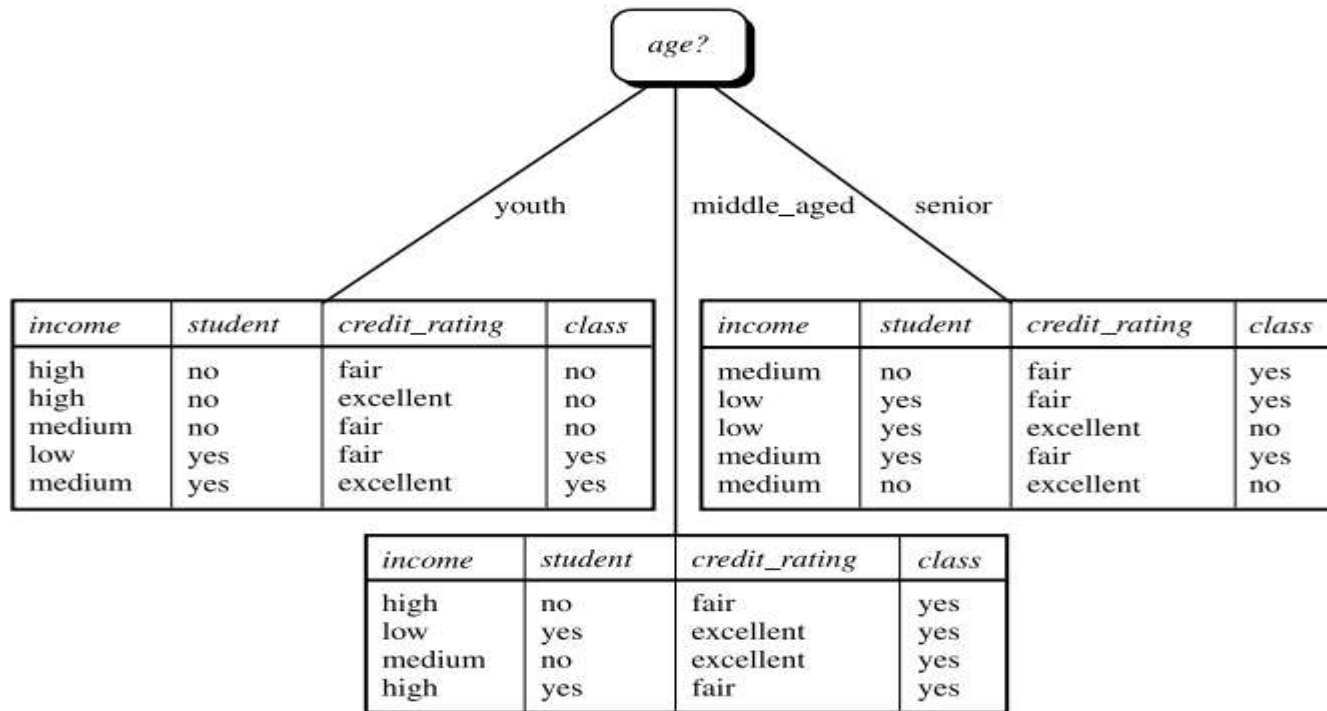 age?
youth middle_aged senior
income student credit_rating class
high no fair no
high no excellent no
medium no fair no
low yes fair yes
medium yes excellent yes
income student credit_rating class
medium no fair yes
low yes fair yes
low yes excellent no
medium yes fair yes
medium no excellent no
income student credit_rating class
high no fair yes
low yes excellent yes
medium no excellent yes
high yes fair yes